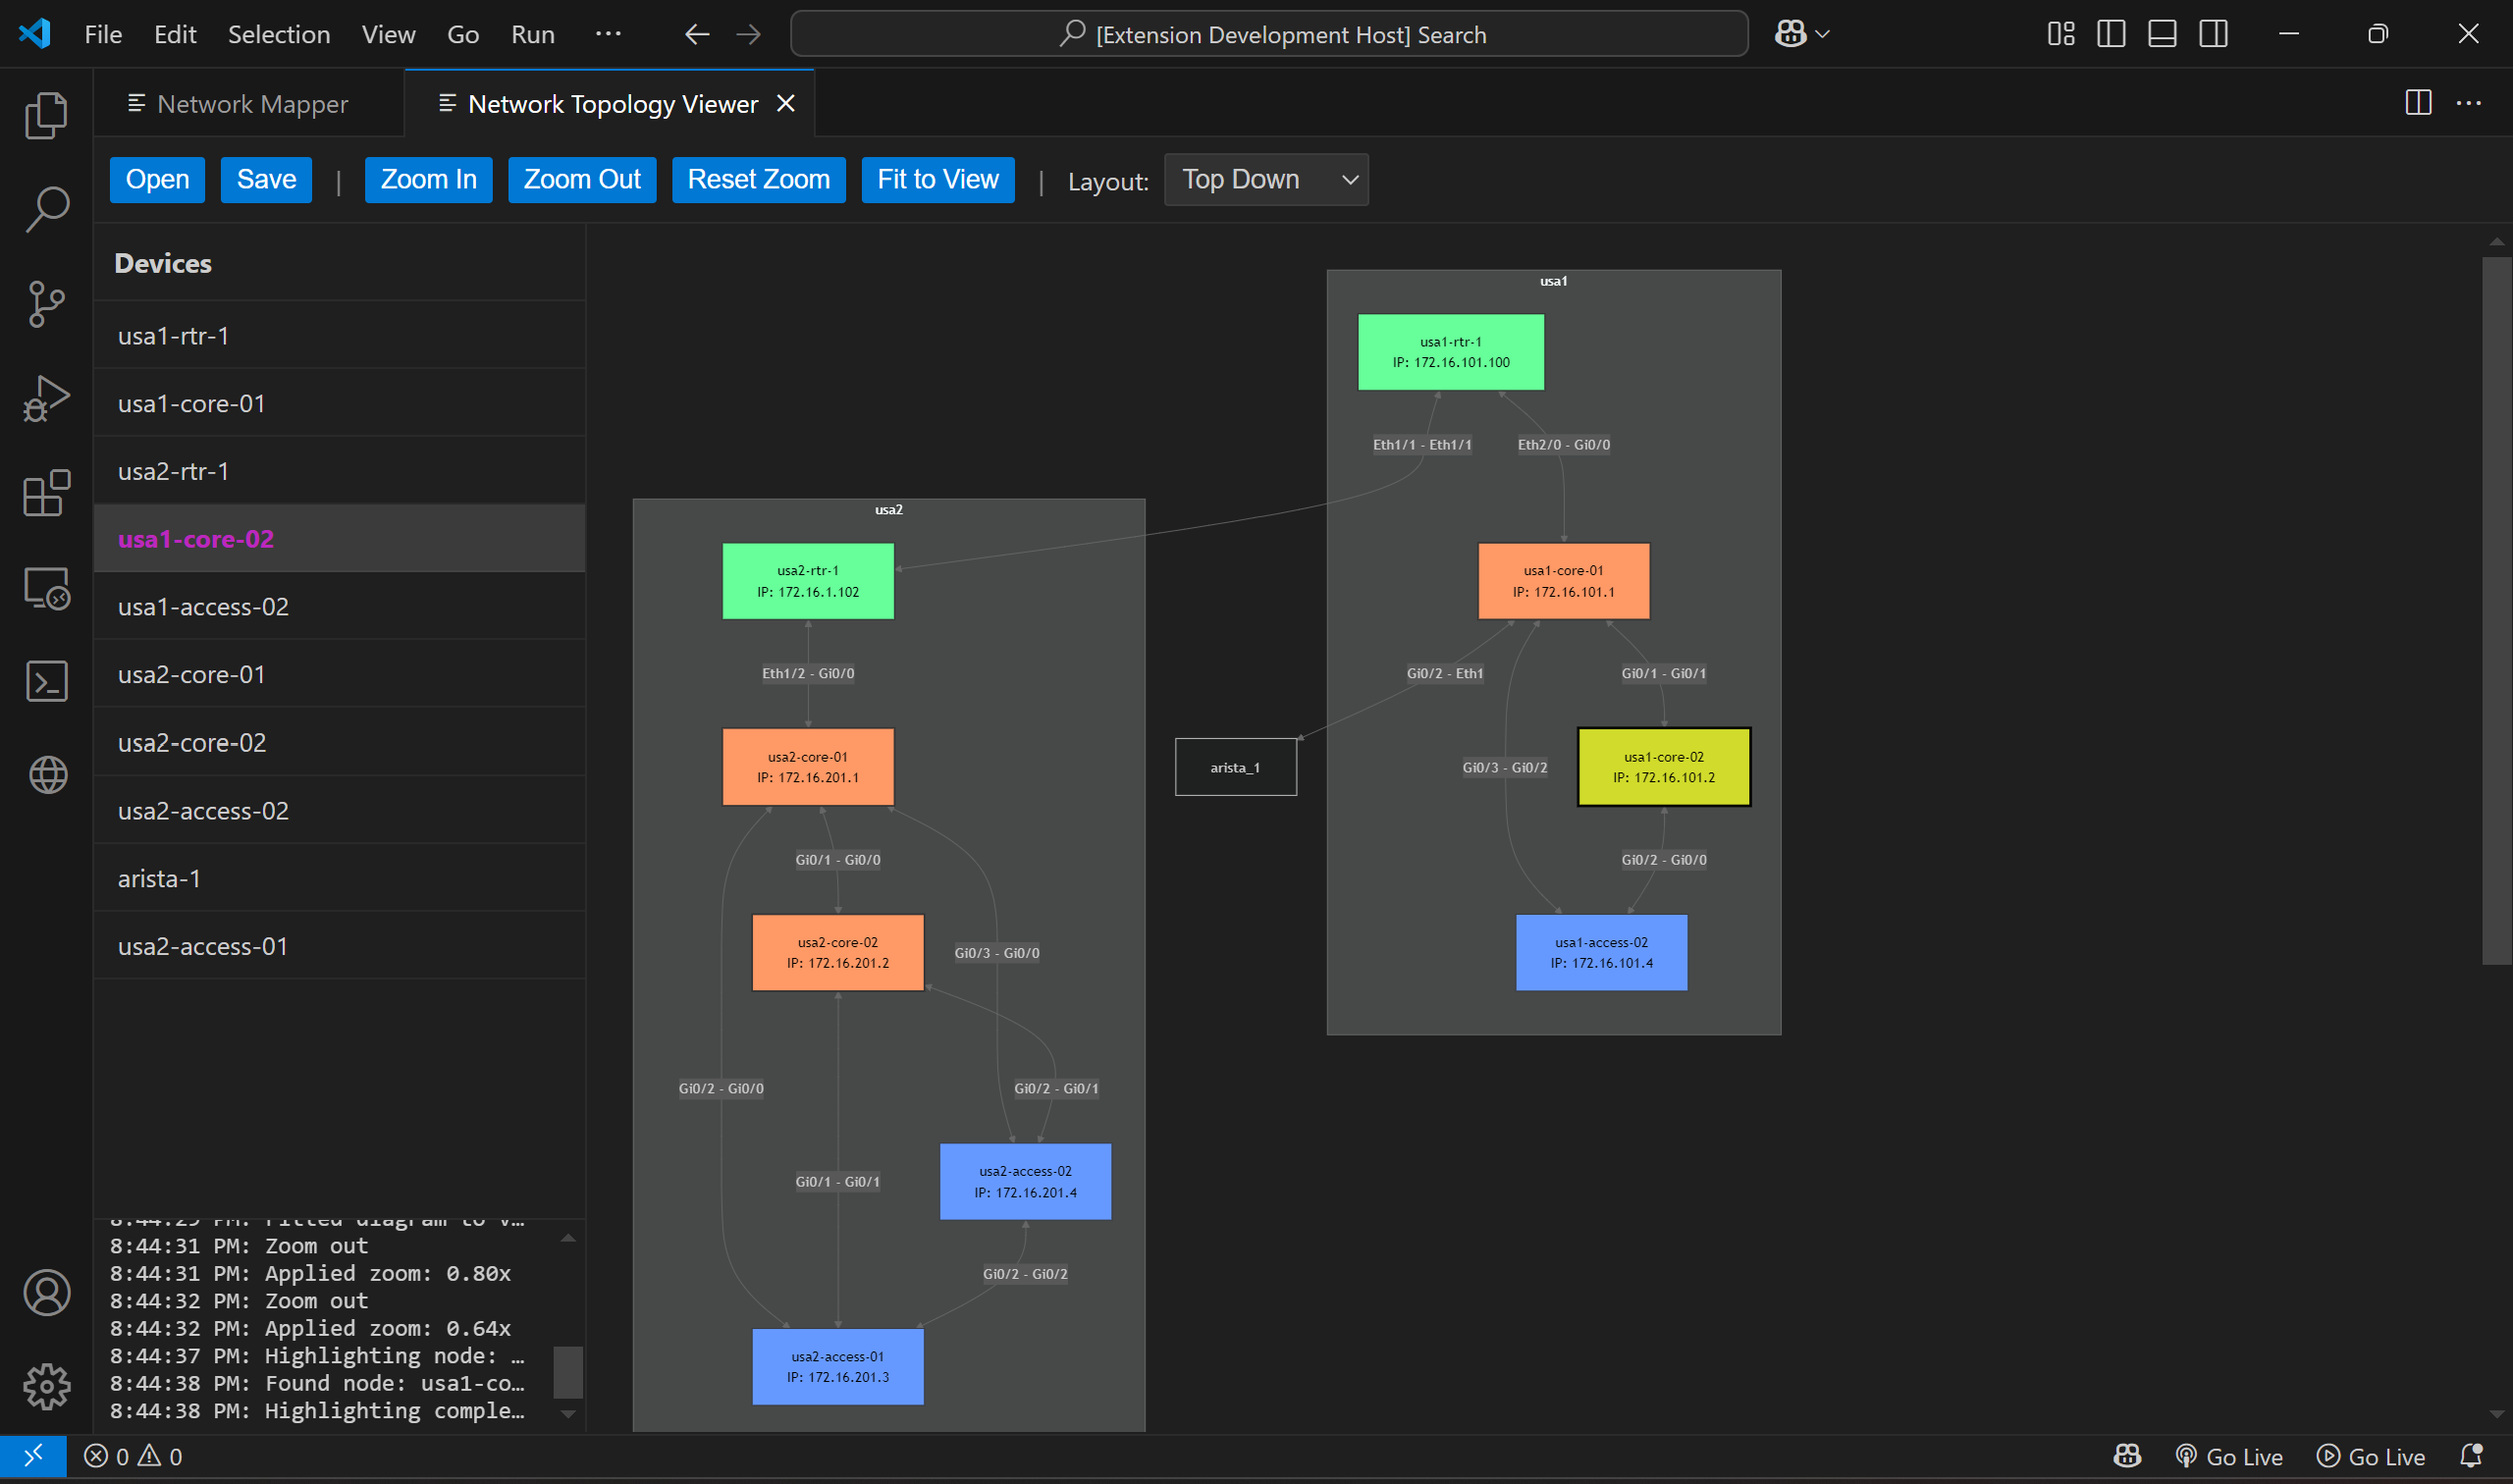 File Edit Selection View Go Run ··· [Extension Development Host] Search
Network Mapper
Network Topology Viewer
Open Save | Zoom In Zoom Out Reset Zoom Fit to View | Layout: Top Down
Devices
usa1-rtr-1
usa1-core-01
usa2-rtr-1
usa1-core-02
usa1-access-02
usa2-core-01
usa2-core-02
usa2-access-02
arista-1
usa2-access-01
8:44:29 PM: Fitted diagram to v…
8:44:31 PM: Zoom out
8:44:31 PM: Applied zoom: 0.80x
8:44:32 PM: Zoom out
8:44:32 PM: Applied zoom: 0.64x
8:44:37 PM: Highlighting node: …
8:44:38 PM: Found node: usa1-co…
8:44:38 PM: Highlighting comple…
usa1
usa1-rtr-1
IP: 172.16.101.100
Eth1/1 - Eth1/1
Eth2/0 - Gi0/0
usa1-core-01
IP: 172.16.101.1
Gi0/2 - Eth1
Gi0/1 - Gi0/1
arista_1
Gi0/3 - Gi0/2
usa1-core-02
IP: 172.16.101.2
Gi0/2 - Gi0/0
usa1-access-02
IP: 172.16.101.4
usa2
usa2-rtr-1
IP: 172.16.1.102
Eth1/2 - Gi0/0
usa2-core-01
IP: 172.16.201.1
Gi0/1 - Gi0/0
usa2-core-02
IP: 172.16.201.2
Gi0/3 - Gi0/0
Gi0/2 - Gi0/0
Gi0/2 - Gi0/1
Gi0/1 - Gi0/1
usa2-access-02
IP: 172.16.201.4
Gi0/2 - Gi0/2
usa2-access-01
IP: 172.16.201.3
0 0
Go Live Go Live